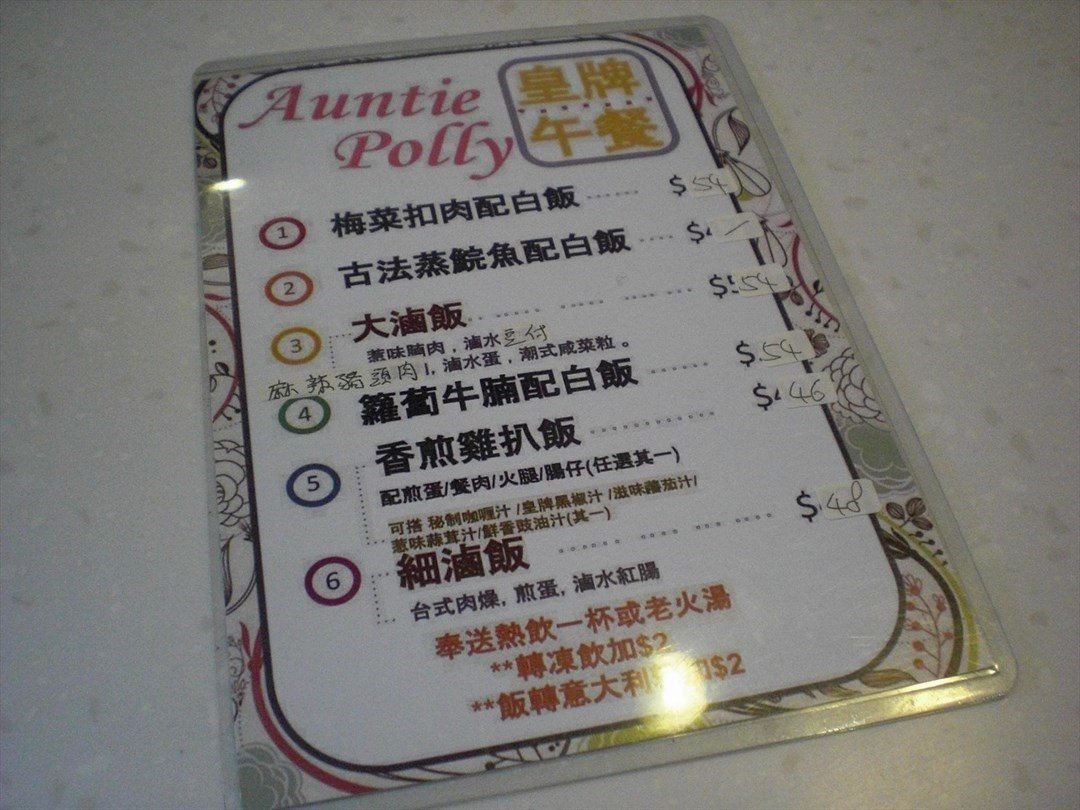 Auntie Polly
皇牌午餐
1 梅菜扣肉配白飯 …… $54
2 古法蒸鯇魚配白飯 …… $
3 大滷飯 …… $54
惹味腩肉，滷水豆付
麻辣豬頭肉，滷水蛋，潮式咸菜粒。
4 籮蔔牛腩配白飯 …… $54
5 香煎雞扒飯 …… $46
配煎蛋/餐肉/火腿/腸仔(任選其一)
可搭 秘制咖喱汁 /皇牌黑椒汁 /滋味蕃茄汁/
惹味蒜茸汁/鮮香豉油汁(其一)
6 細滷飯 …… $48
台式肉燥, 煎蛋, 滷水紅腸
奉送熱飲一杯或老火湯
**轉凍飲加$2
**飯轉意大利 加$2